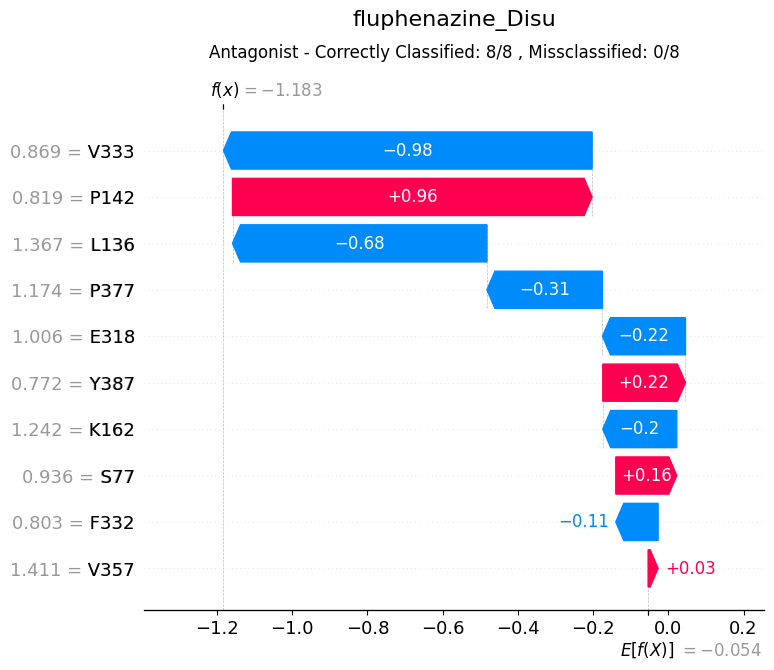 fluphenazine_Disu
Antagonist - Correctly Classified: 8/8 , Missclassified: 0/8
f(x) = −1.183
0.869 = V333 −0.98
0.819 = P142 +0.96
1.367 = L136 −0.68
1.174 = P377 −0.31
1.006 = E318 −0.22
0.772 = Y387 +0.22
1.242 = K162 −0.2
0.936 = S77 +0.16
0.803 = F332 −0.11
1.411 = V357 +0.03
−1.2 −1.0 −0.8 −0.6 −0.4 −0.2 0.0 0.2
E[f(X)] = −0.054